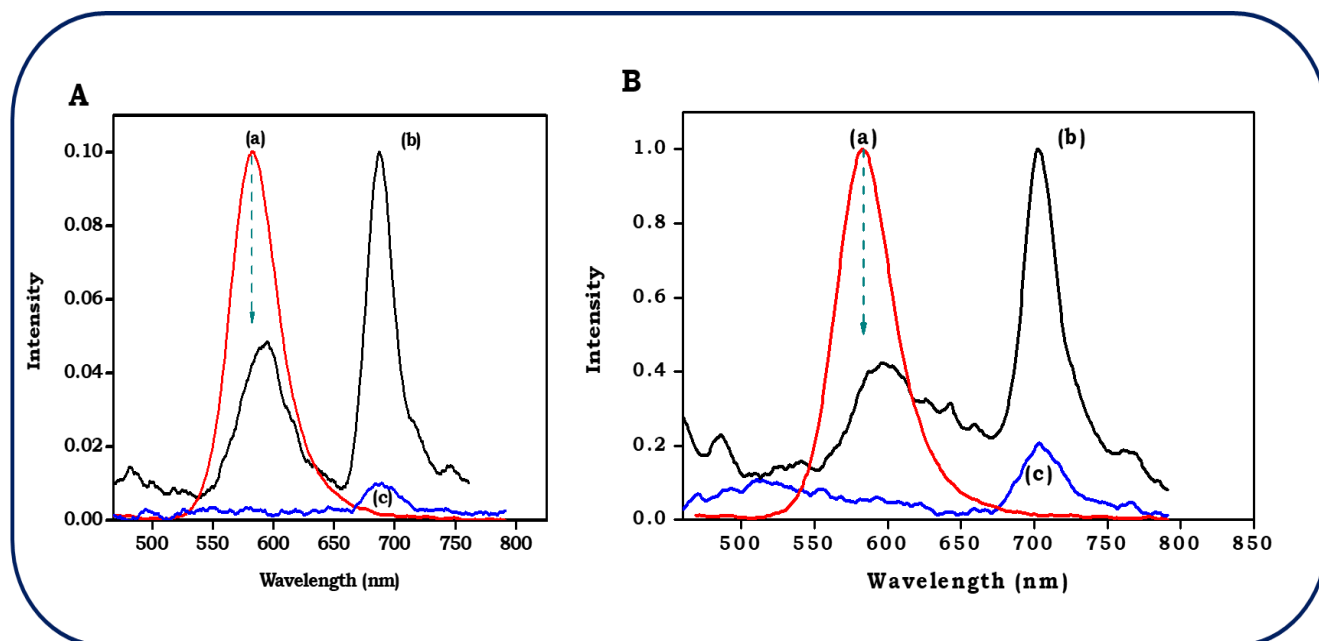 A
(a)
(b)
0.10
0.08
0.06
0.04
0.02
0.00
(c)
500 550 600 650 700 750 800
Intensity
Wavelength (nm)
B
(a)
(b)
1.0
0.8
0.6
0.4
0.2
0.0
(c)
500 550 600 650 700 750 800 850
Intensity
Wavelength (nm)